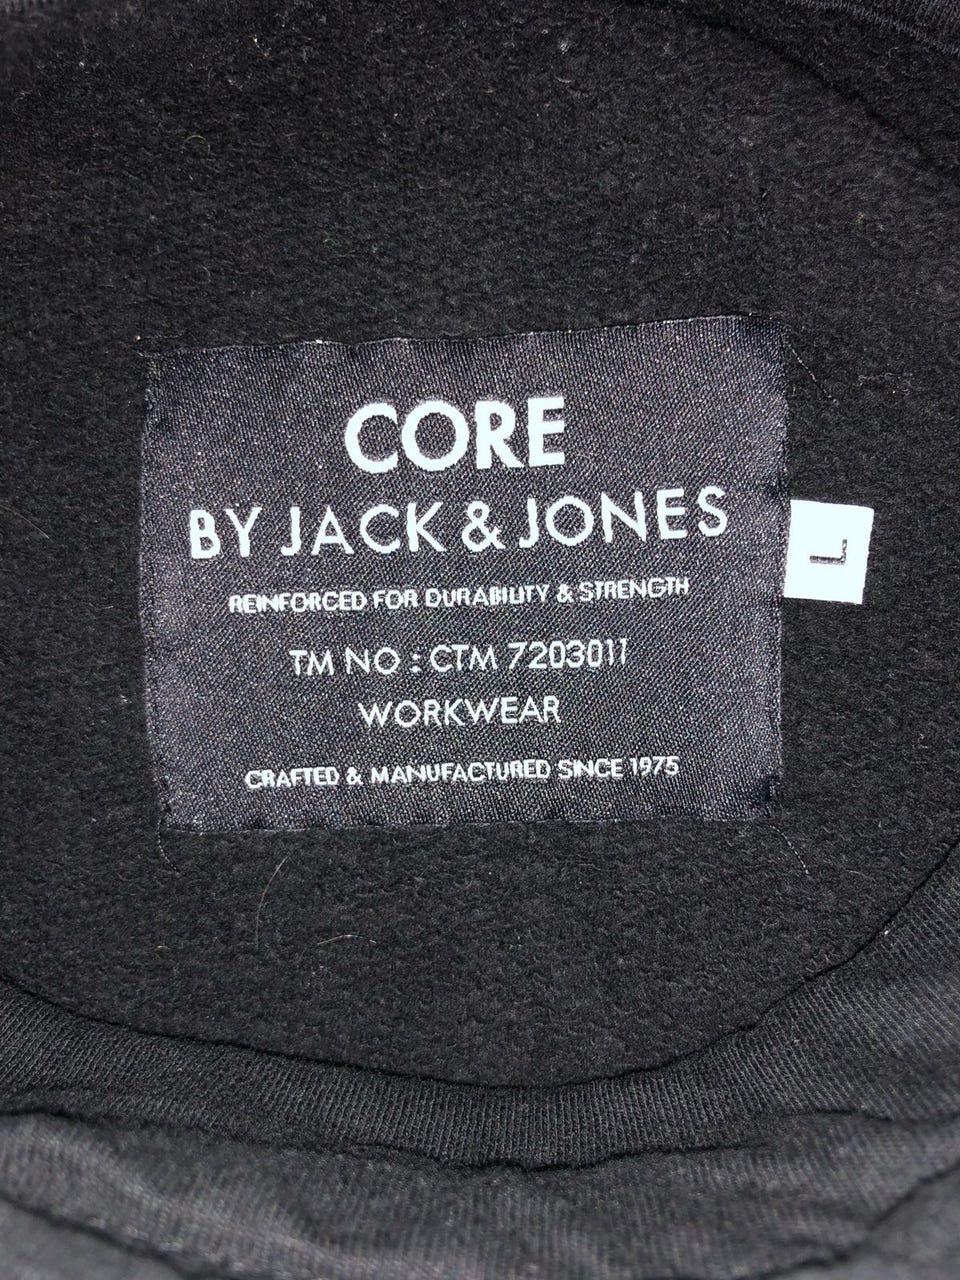 CORE
BY JACK & JONES
REINFORCED FOR DURABILITY & STRENGTH
TM NO : CTM 7203011
WORKWEAR
CRAFTED & MANUFACTURED SINCE 1975
L